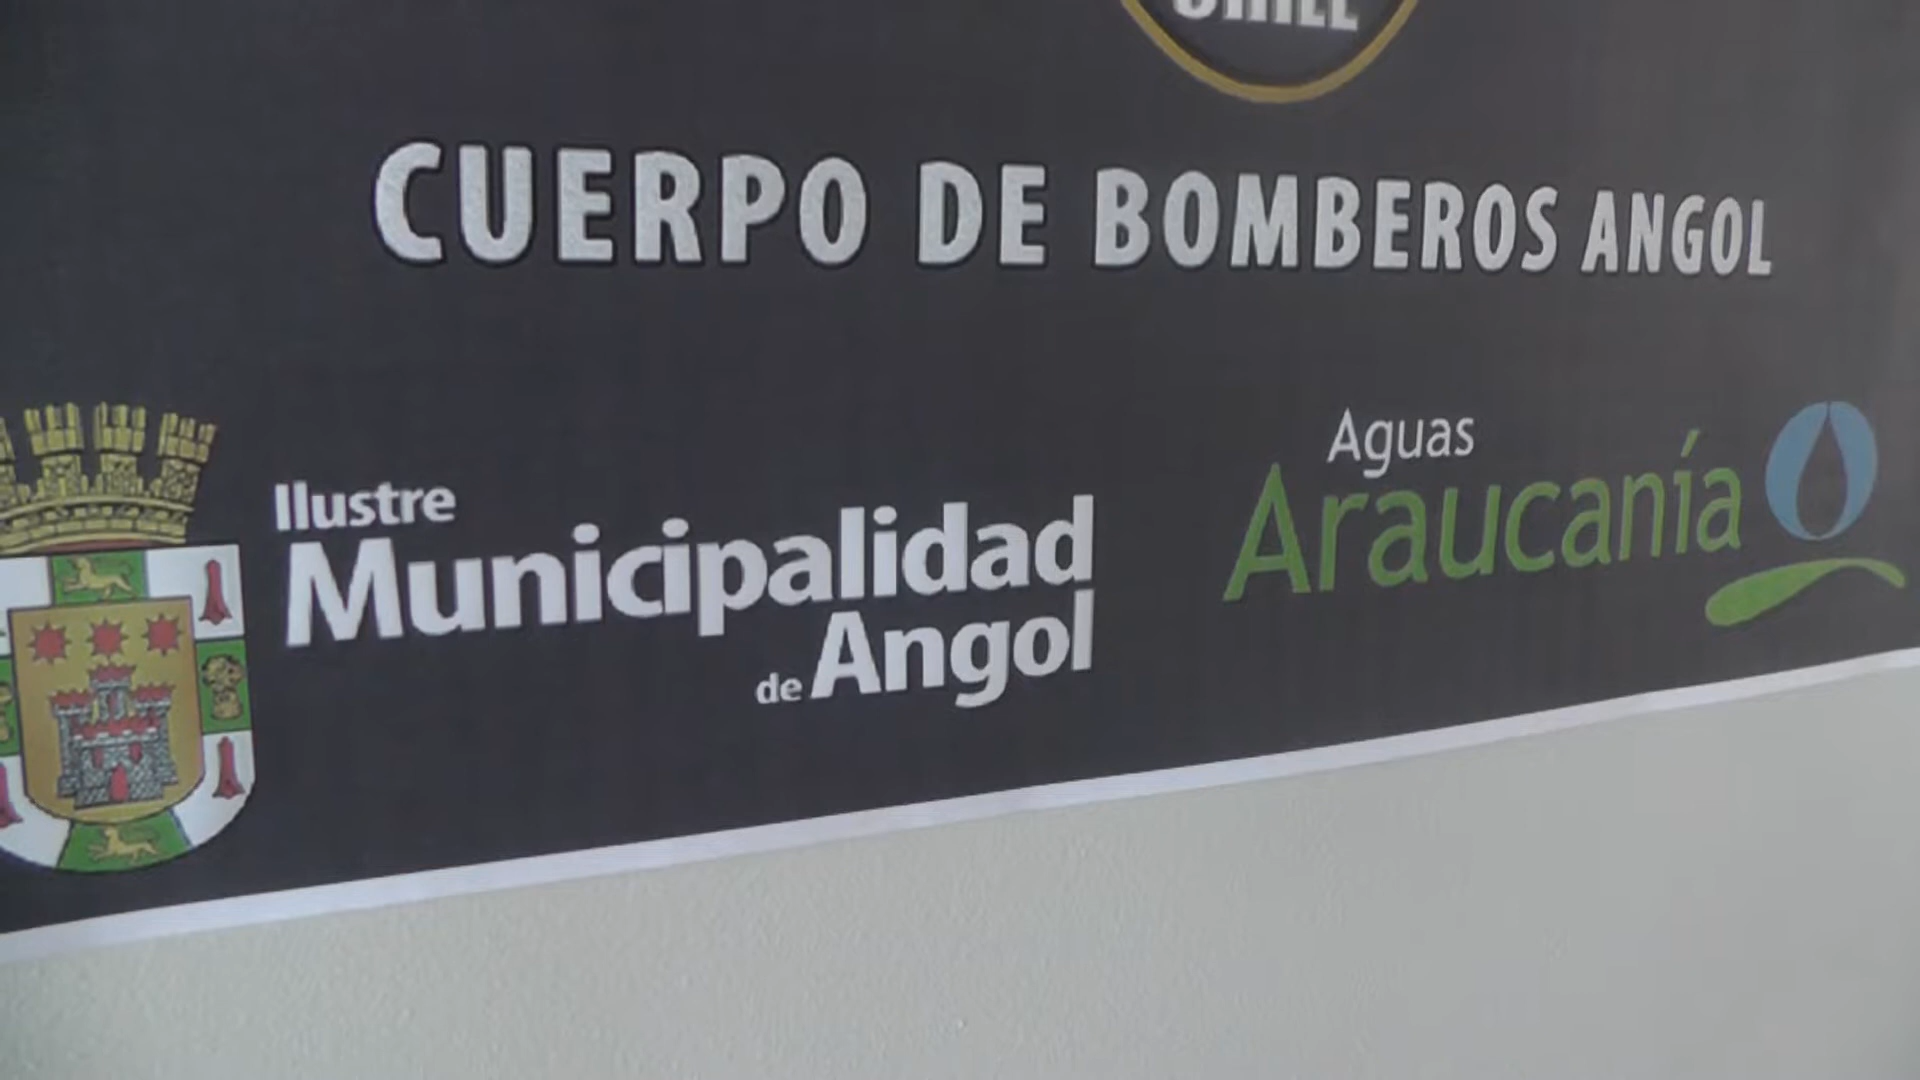 CUERPO DE BOMBEROS ANGOL
Ilustre
Municipalidad
de Angol
Aguas
Araucanía